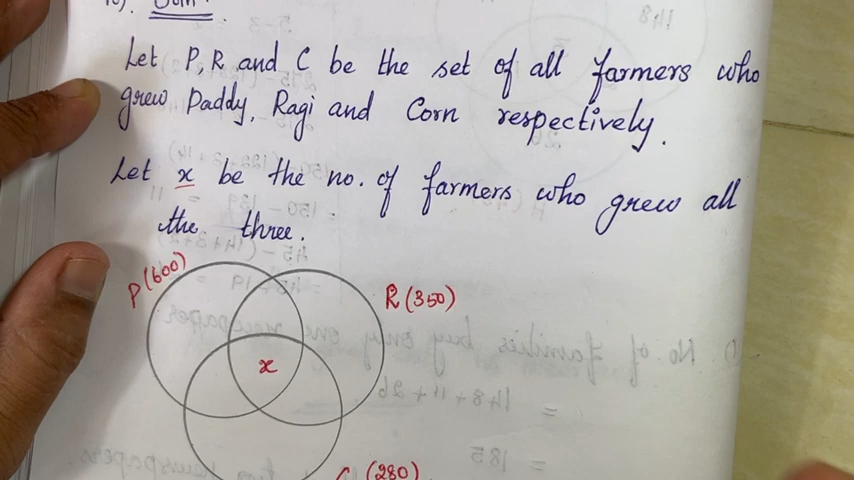 Let P, R and C be the set of all farmers who
grew Paddy, Ragi and Corn respectively.
Let x be the no. of farmers who grew all
the three.
P(600)
R(350)
x
(280)